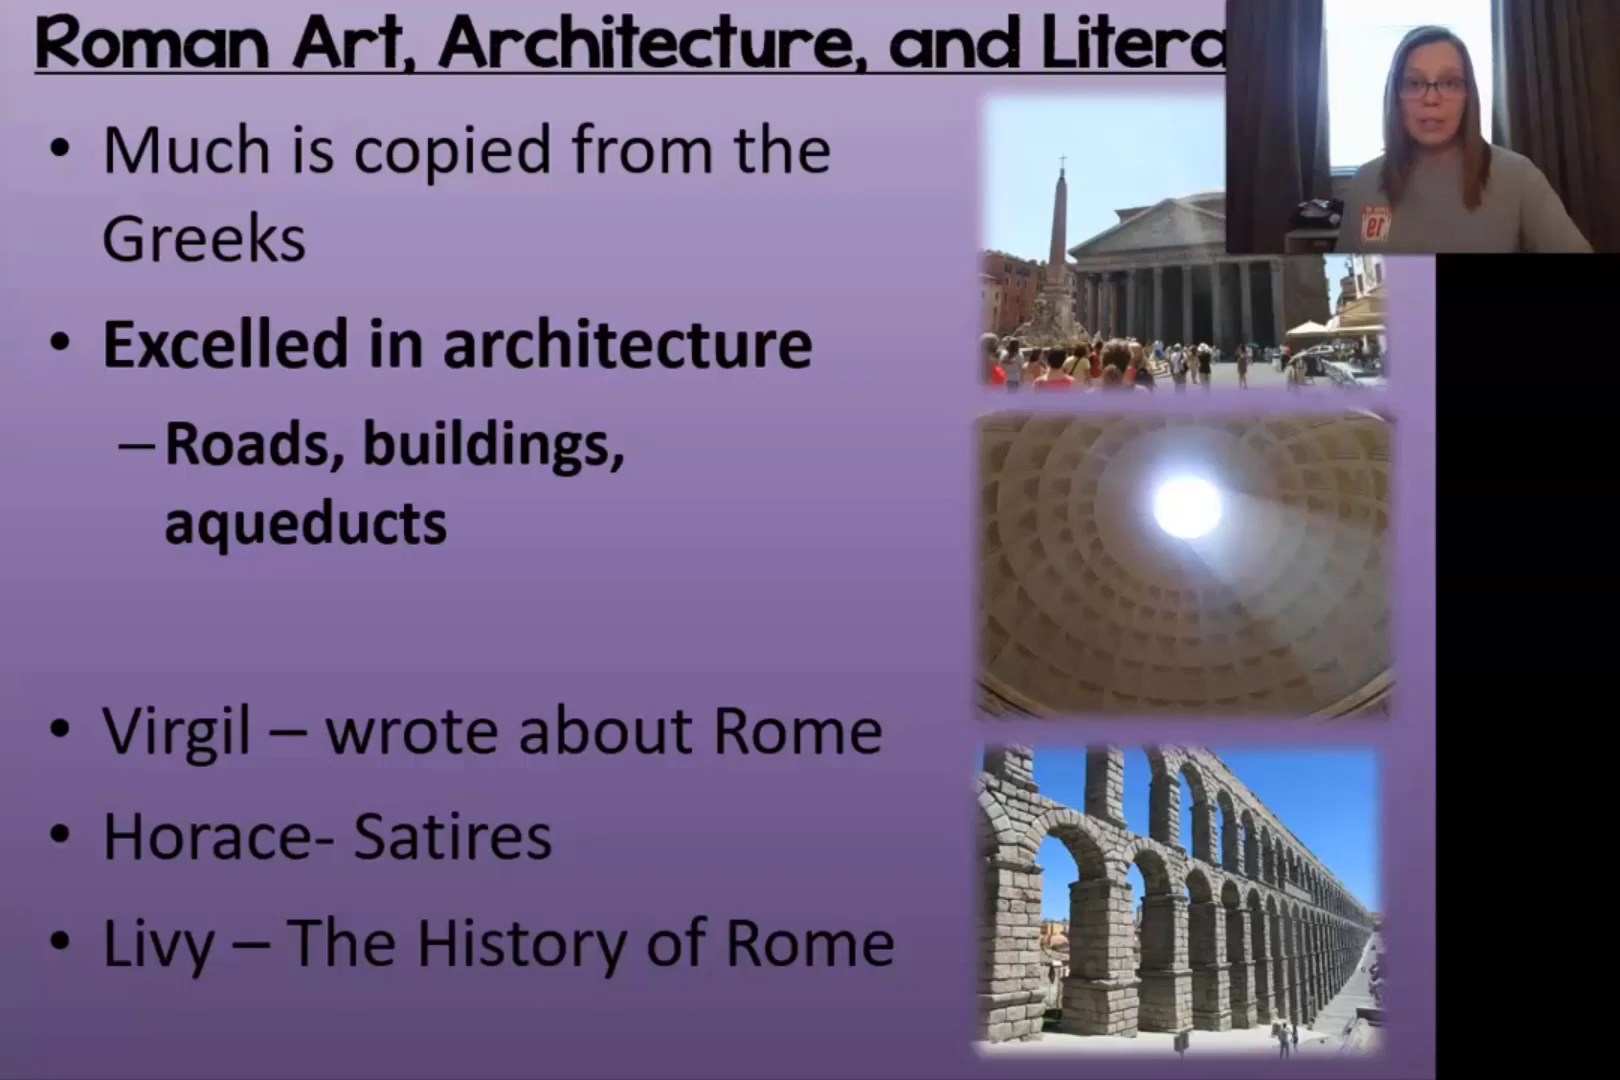 Roman Art, Architecture, and Litera
• Much is copied from the
Greeks
• Excelled in architecture
– Roads, buildings,
aqueducts
• Virgil – wrote about Rome
• Horace- Satires
• Livy – The History of Rome
19